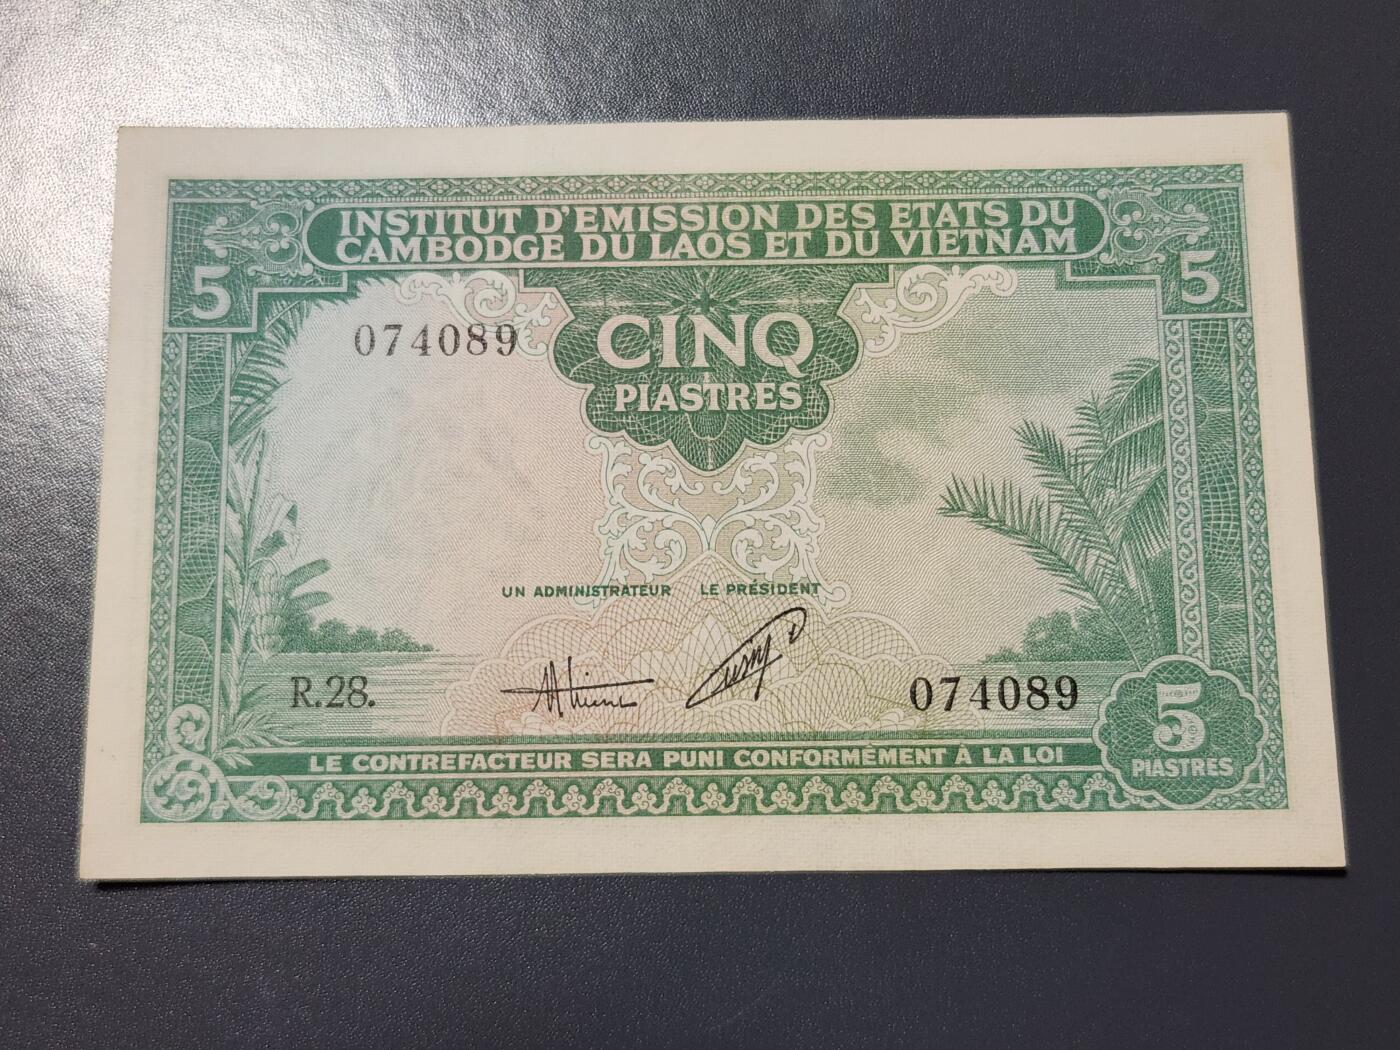 INSTITUT D'EMISSION DES ETATS DU
CAMBODGE DU LAOS ET DU VIETNAM
5
5
074089
CINQ
PIASTRES
UN ADMINISTRATEUR
LE PRÉSIDENT
R.28.
074089
5
PIASTRES
LE CONTREFACTEUR SERA PUNI CONFORMÉMENT À LA LOI